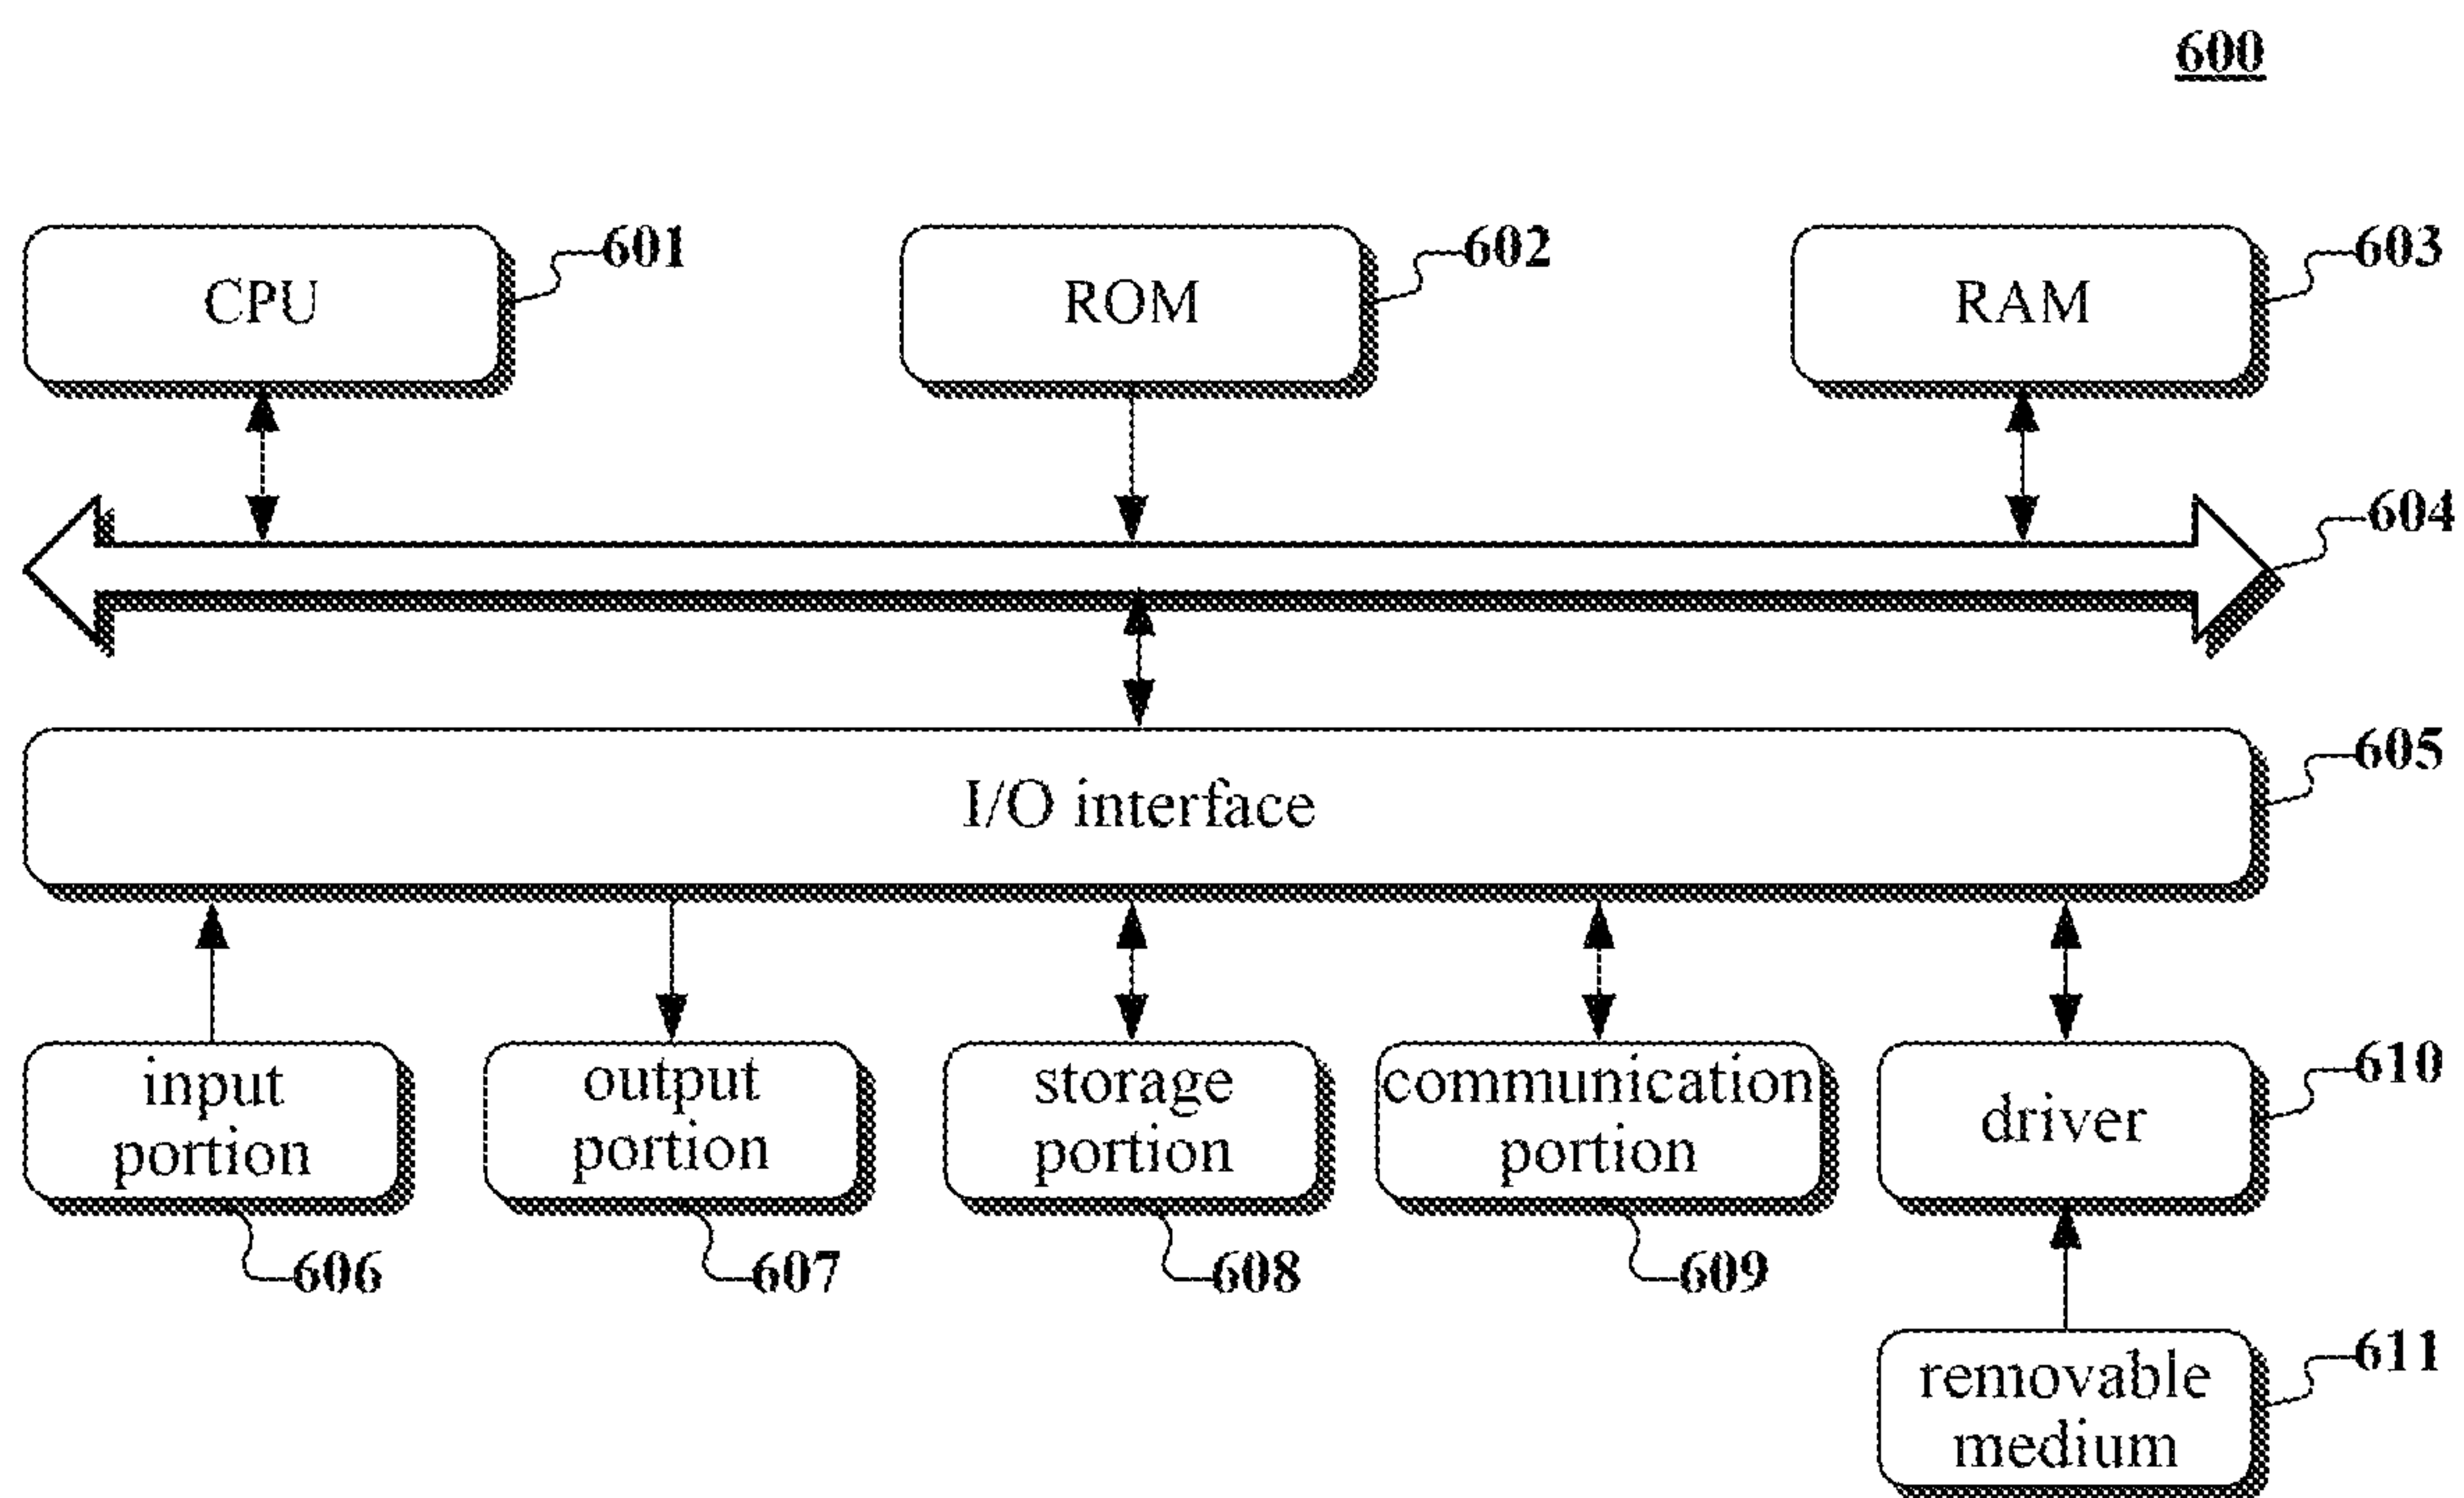 600
CPU
601
ROM
602
RAM
603
604
I/O interface
605
input
portion
606
output
portion
607
storage
portion
608
communication
portion
609
driver
610
removable
medium
611